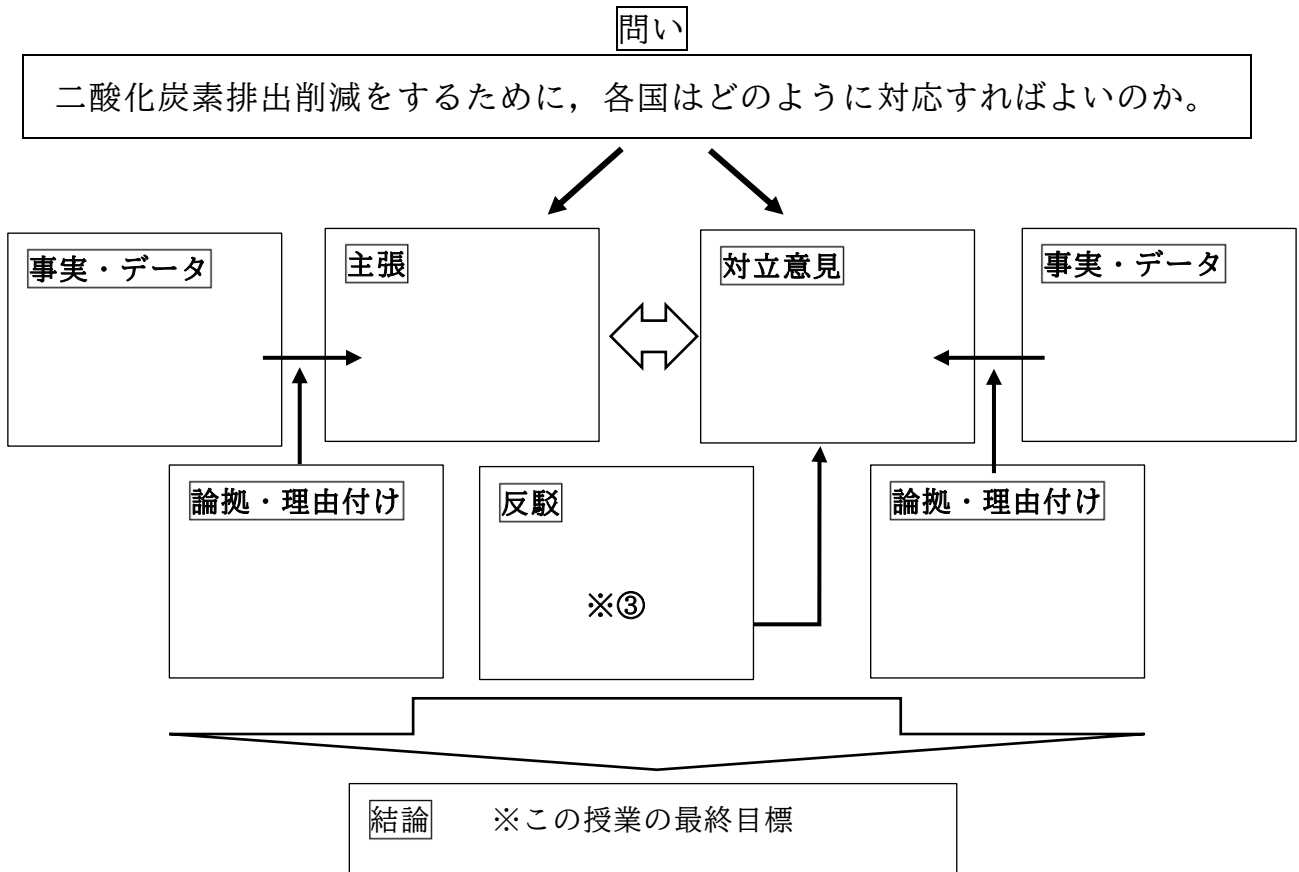 問い
二酸化炭素排出削減をするために，各国はどのように対応すればよいのか。
事実・データ
主張
対立意見
事実・データ
論拠・理由付け
反駁
※③
論拠・理由付け
結論　※この授業の最終目標